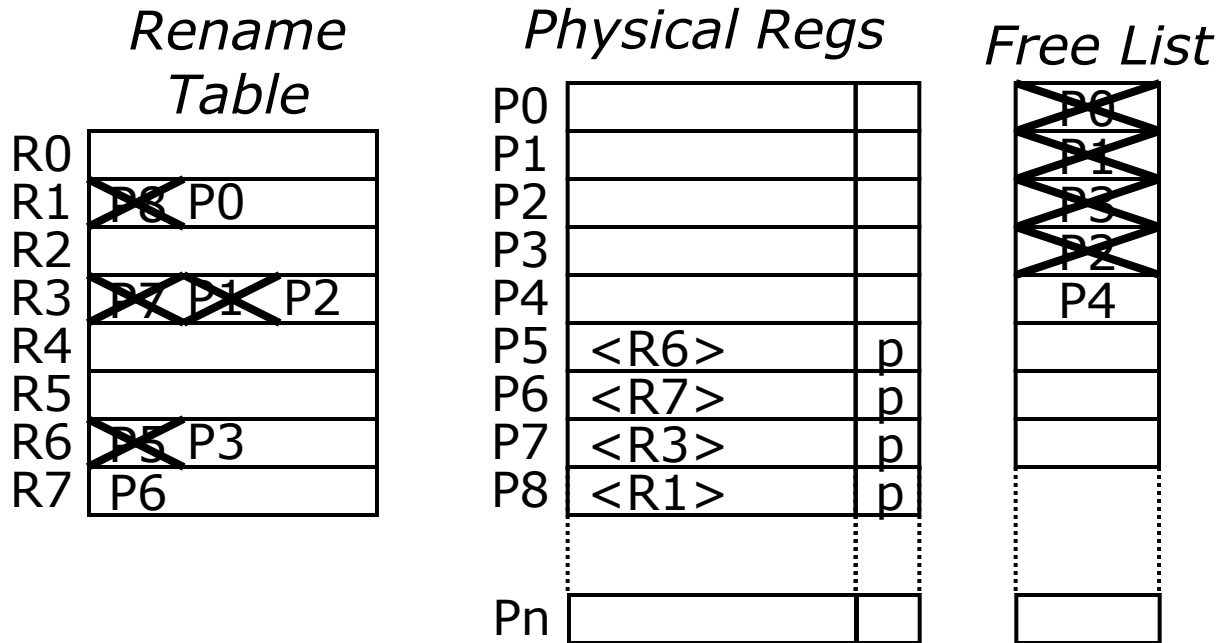 Rename
Table
R0
R1 P8 P0
R2
R3 P7 P1 P2
R4
R5
R6 P5 P3
R7 P6
Physical Regs
P0
P1
P2
P3
P4
P5 <R6> p
P6 <R7> p
P7 <R3> p
P8 <R1> p
Pn
Free List
P0
P1
P3
P2
P4